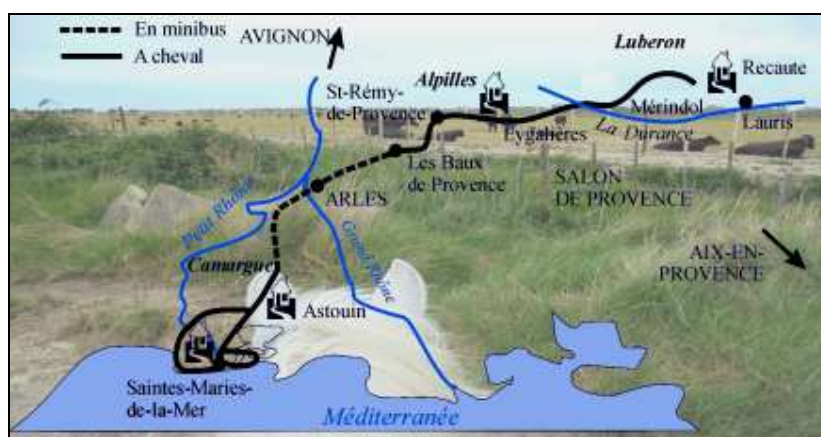 En minibus
A cheval
AVIGNON
Luberon
Alpilles
Recaute
St-Rémy-
de-Provence
Mérindol
Eygalières
La Durance
Lauris
Les Baux
de Provence
SALON
DE PROVENCE
ARLES
Petit Rhône
Grand Rhône
AIX-EN-
PROVENCE
Camargue
Astouin
Saintes-Maries-
de-la-Mer
Méditerranée